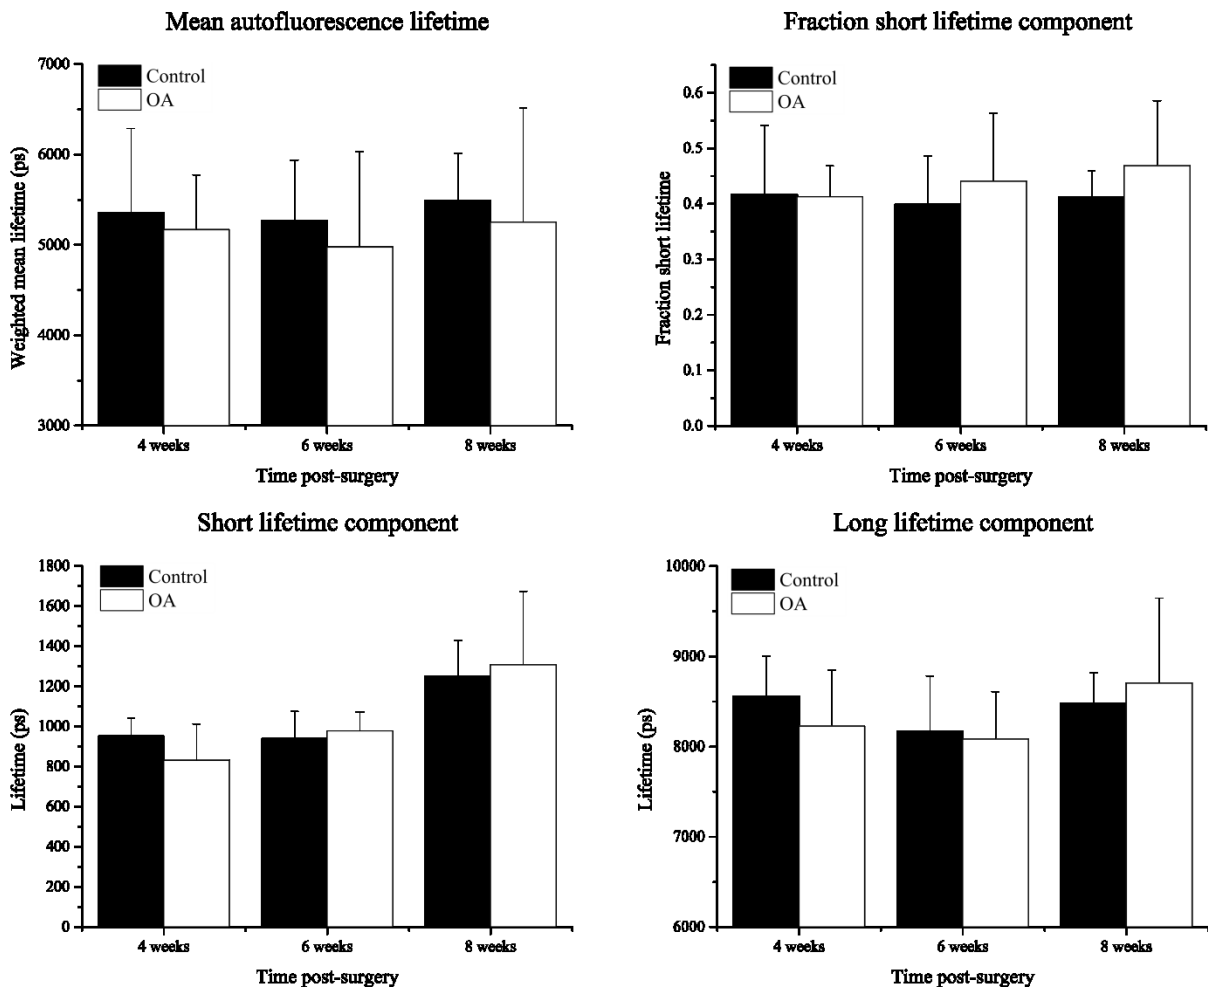 Mean autofluorescence lifetime
Weighted mean lifetime (ps)
7000
6000
5000
4000
3000
Control
OA
4 weeks
6 weeks
8 weeks
Time post-surgery
Fraction short lifetime component
Fraction short lifetime
0.6
0.5
0.4
0.3
0.2
0.1
0.0
Control
OA
4 weeks
6 weeks
8 weeks
Time post-surgery
Short lifetime component
Lifetime (ps)
1800
1600
1400
1200
1000
800
600
400
200
0
Control
OA
4 weeks
6 weeks
8 weeks
Time post-surgery
Long lifetime component
Lifetime (ps)
10000
9000
8000
7000
6000
Control
OA
4 weeks
6 weeks
8 weeks
Time post-surgery